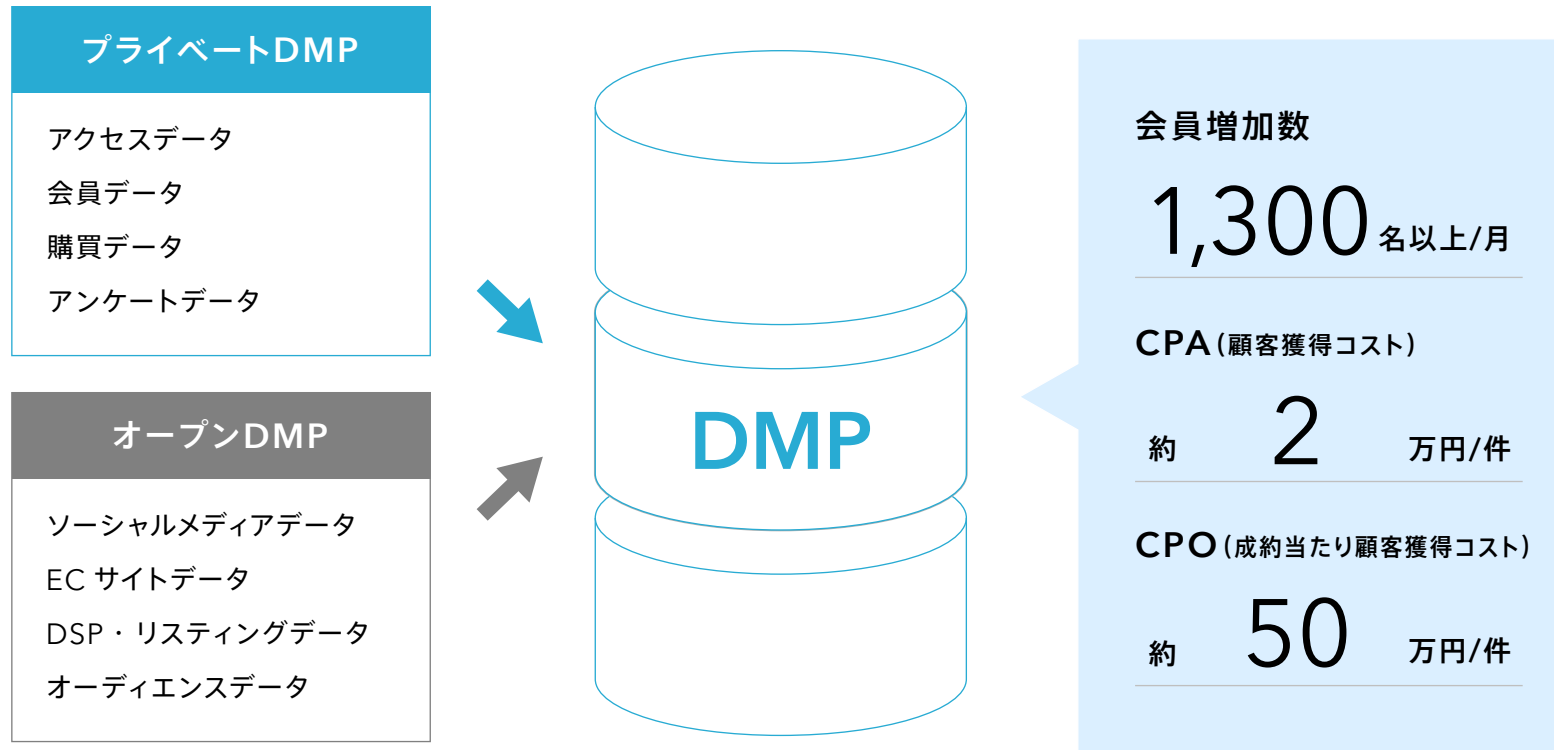 プライベートDMP
アクセスデータ
会員データ
購買データ
アンケートデータ
オープンDMP
ソーシャルメディアデータ
EC サイトデータ
DSP・リスティングデータ
オーディエンスデータ
DMP
会員増加数
1,300名以上/月
CPA(顧客獲得コスト)
約 2 万円/件
CPO(成約当たり顧客獲得コスト)
約 50 万円/件